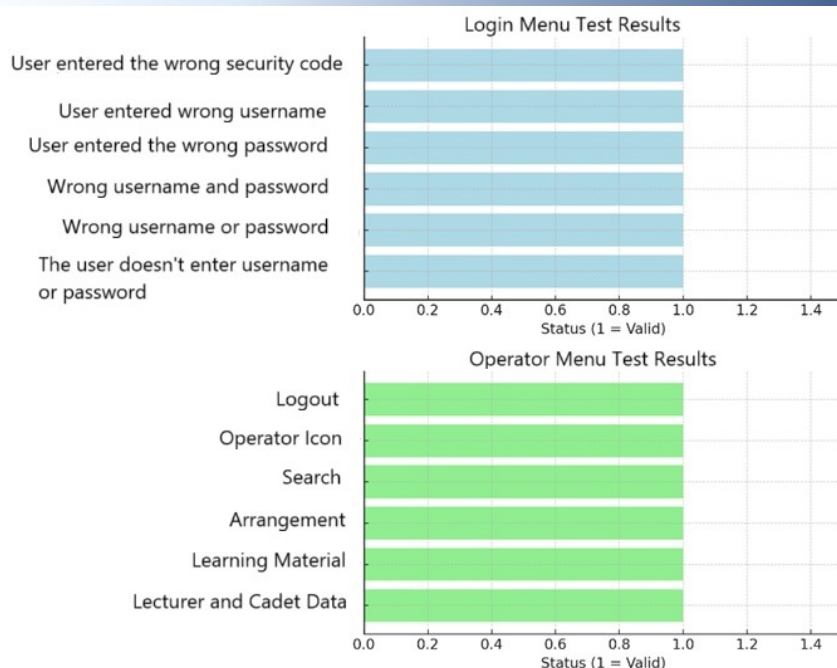 Login Menu Test Results
User entered the wrong security code
User entered wrong username
User entered the wrong password
Wrong username and password
Wrong username or password
The user doesn't enter username
or password
0.0 0.2 0.4 0.6 0.8 1.0 1.2 1.4
Status (1 = Valid)
Operator Menu Test Results
Logout
Operator Icon
Search
Arrangement
Learning Material
Lecturer and Cadet Data
0.0 0.2 0.4 0.6 0.8 1.0 1.2 1.4
Status (1 = Valid)